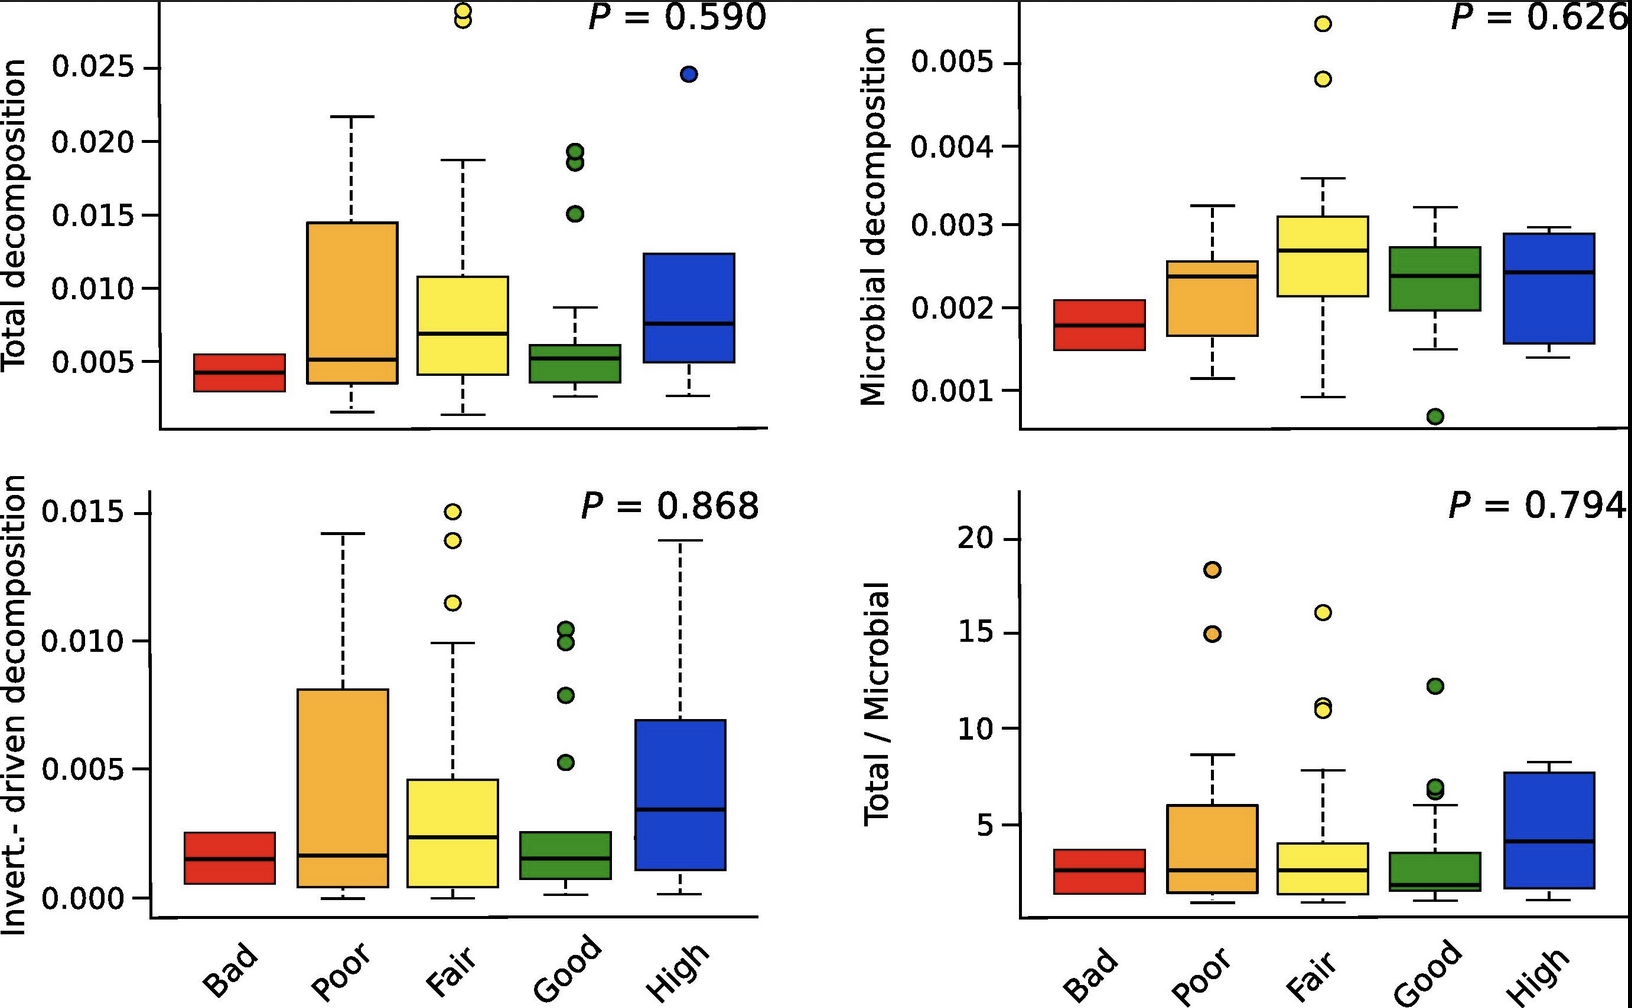 P = 0.590
Total decomposition
0.025
0.020
0.015
0.010
0.005
P = 0.626
Microbial decomposition
0.005
0.004
0.003
0.002
0.001
P = 0.868
Invert.- driven decomposition
0.015
0.010
0.005
0.000
Bad
Poor
Fair
Good
High
P = 0.794
Total / Microbial
20
15
10
5
Bad
Poor
Fair
Good
High